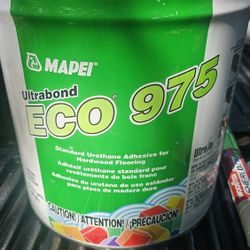 MAPEI
Ultrabond
ECO® 975
Standard Urethane Adhesive for
Hardwood Flooring
Adhésif uréthane standard pour
revêtements de bois franc
Adhesivo de uretano de uso estándar
para pisos de madera dura
CAUTION! ATTENTION! ¡PRECAUCIÓN!